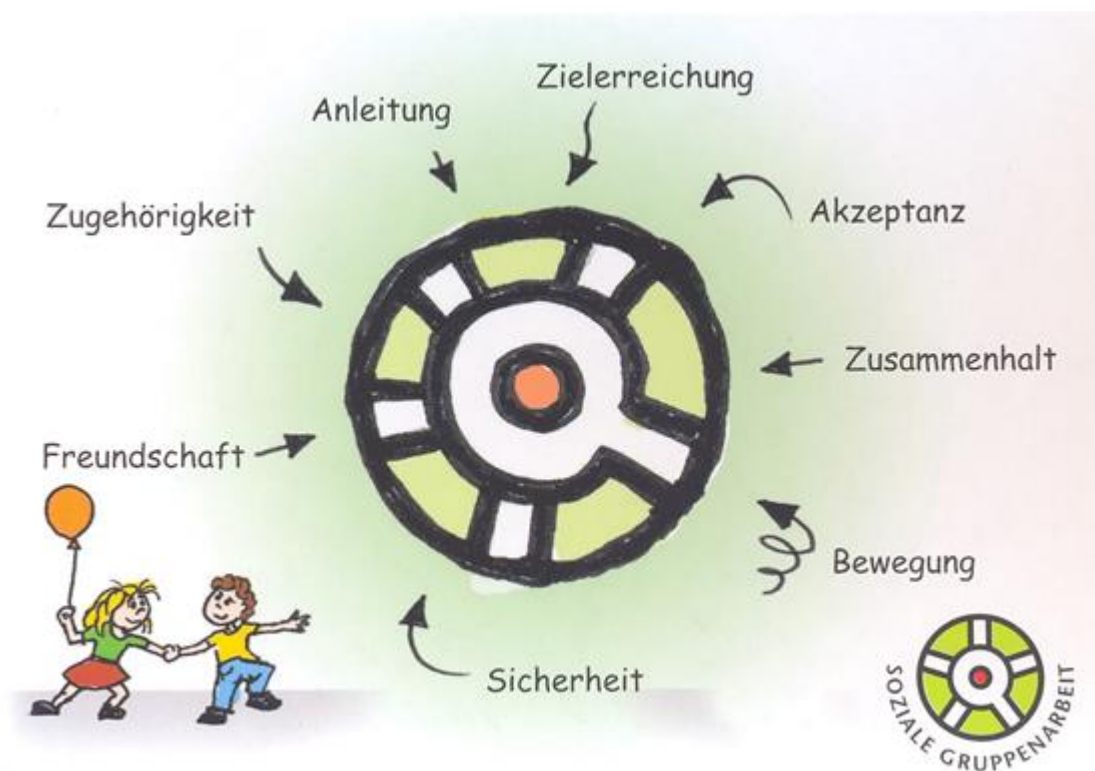 Zielerreichung
Anleitung
Akzeptanz
Zugehörigkeit
Zusammenhalt
Freundschaft
Bewegung
Sicherheit
SOZIALE GRUPPENARBEIT